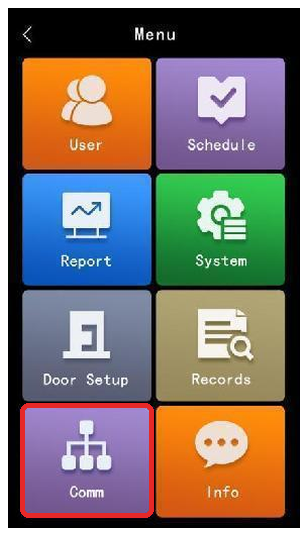 Menu
User
Schedule
Report
System
Door Setup
Records
Comm
Info